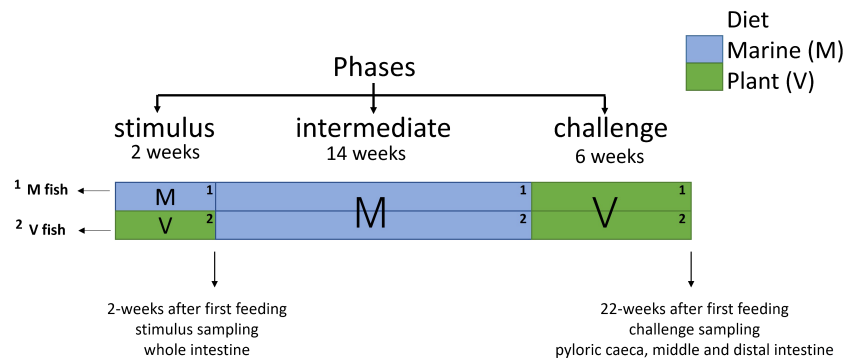 Diet
Marine (M)
Plant (V)
Phases
stimulus
2 weeks
intermediate
14 weeks
challenge
6 weeks
1 M fish
M
1
1
1
2 V fish
V
2
M
2
V
2
2-weeks after first feeding
stimulus sampling
whole intestine
22-weeks after first feeding
challenge sampling
pyloric caeca, middle and distal intestine